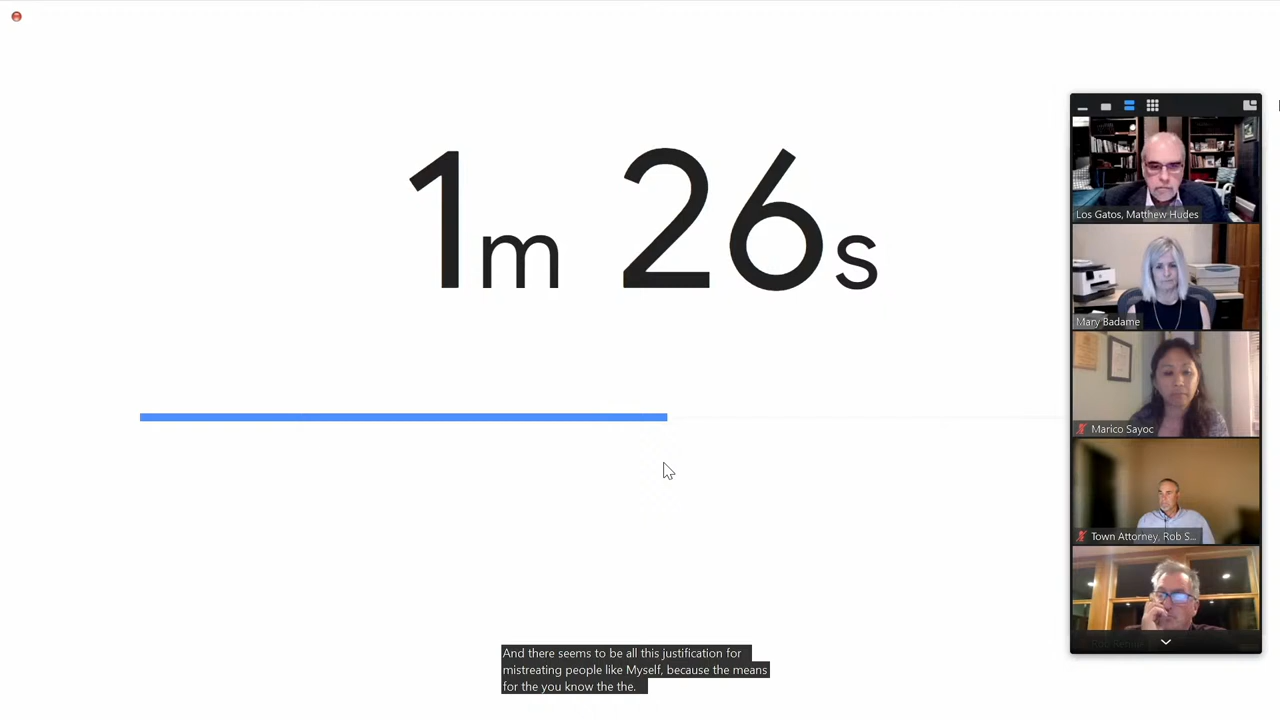 1m 26s
Los Gatos, Matthew Hudes
Mary Badame
Marico Sayoc
Town Attorney, Rob S...
And there seems to be all this justification for
mistreating people like Myself, because the means
for the you know the the.